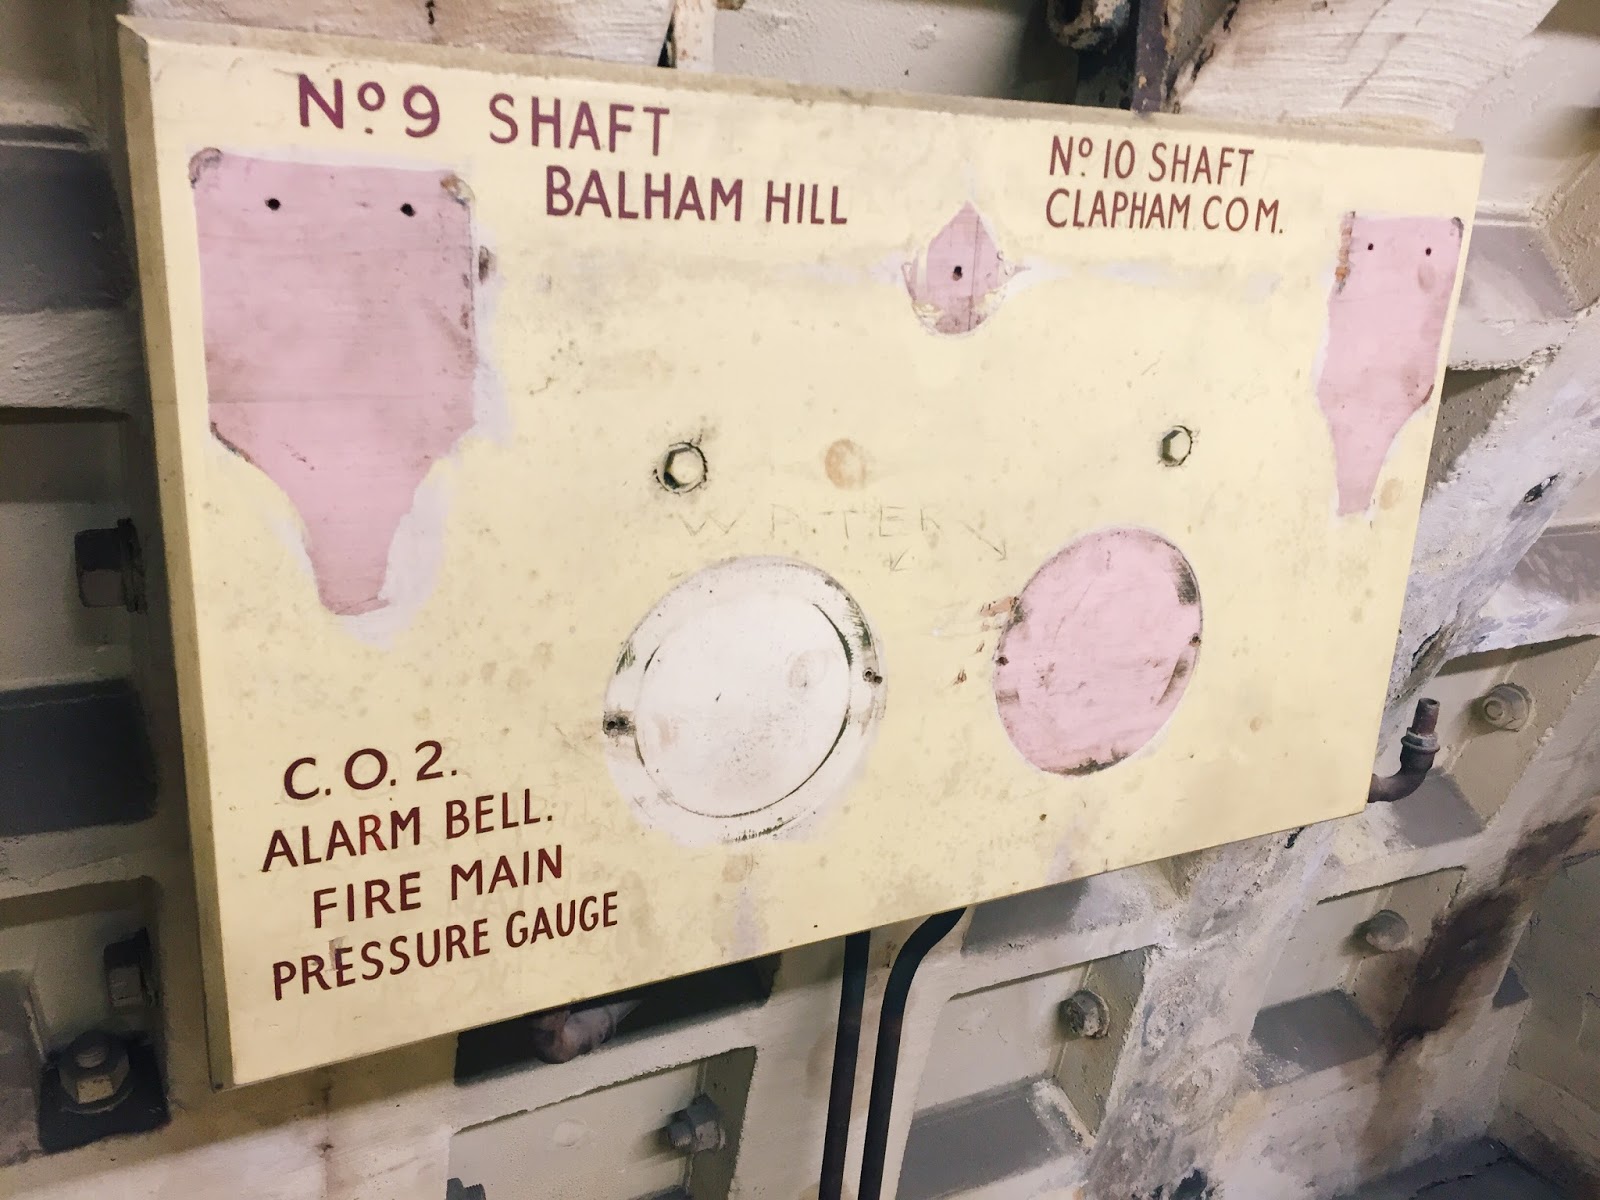 Nº 9 SHAFT
BALHAM HILL
Nº 10 SHAFT
CLAPHAM COM.
WATER
C.O.2.
ALARM BELL.
FIRE MAIN
PRESSURE GAUGE